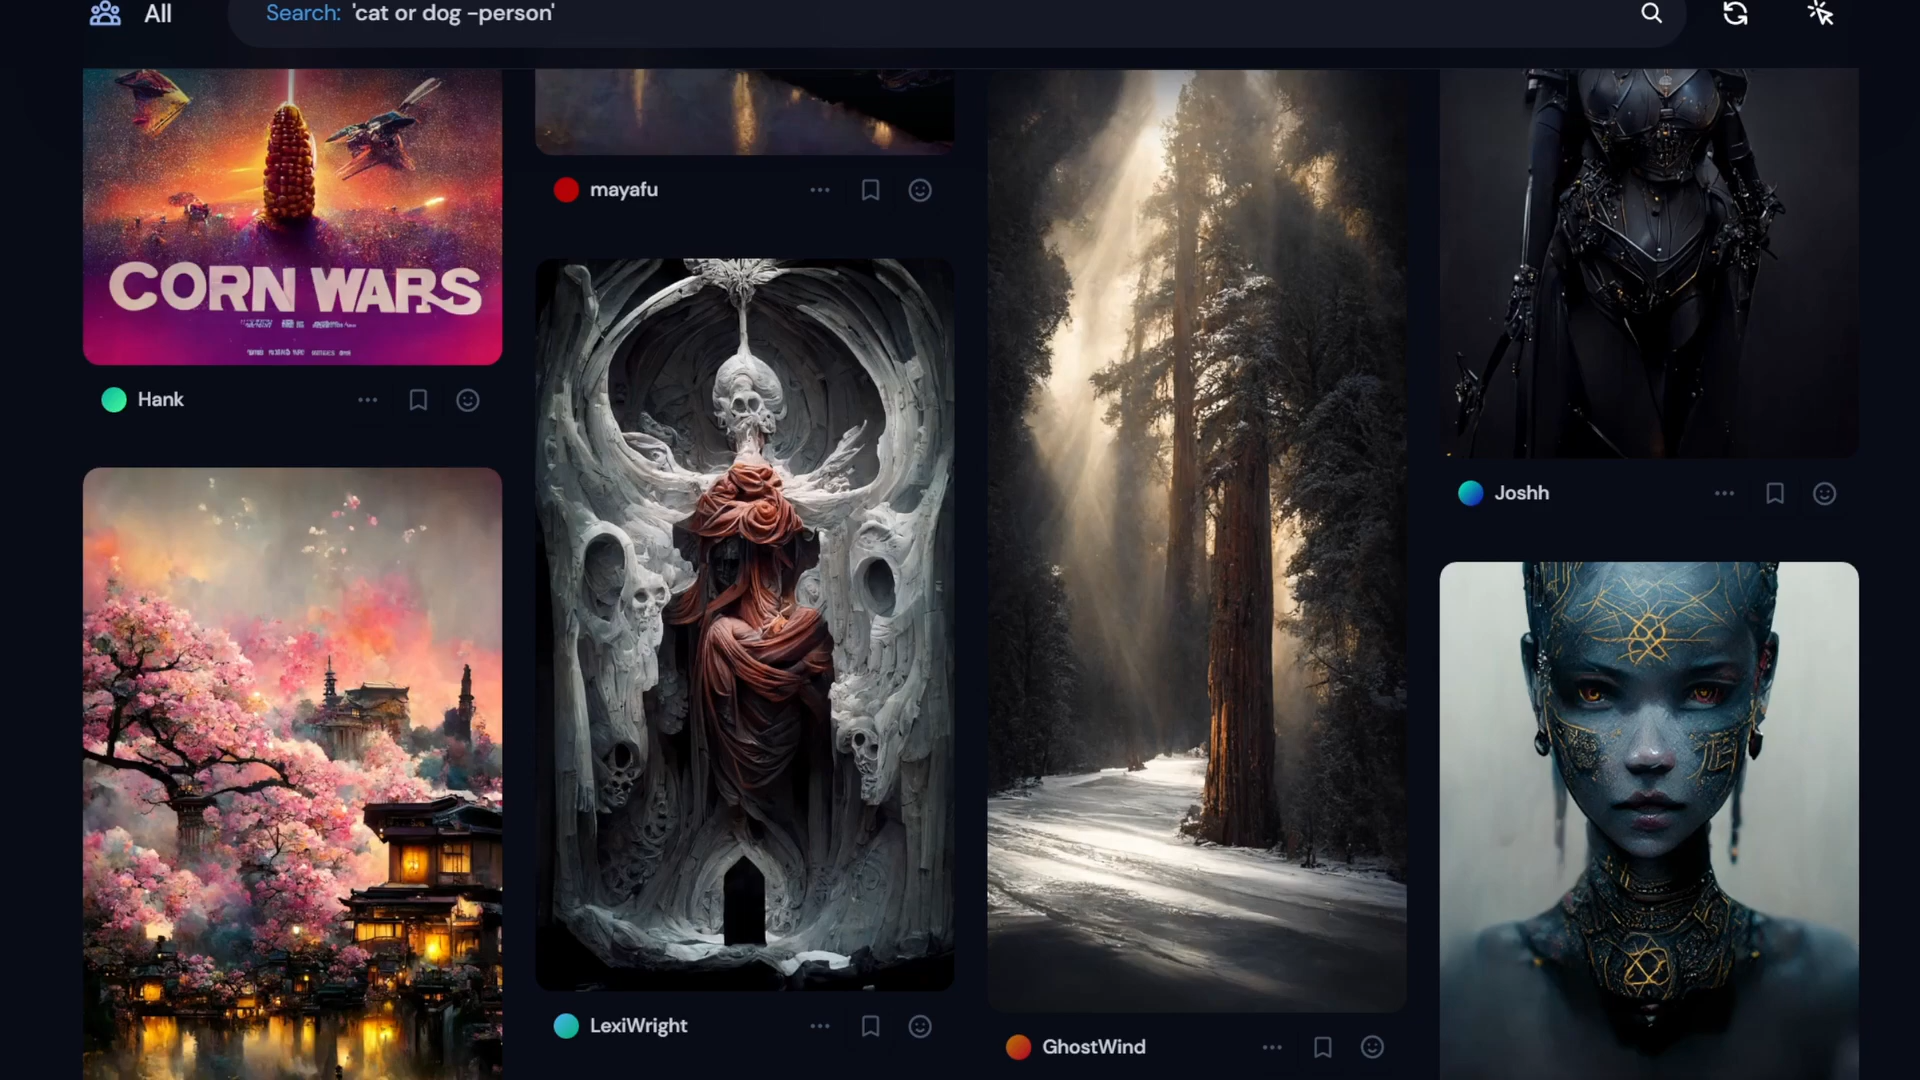 All
Search: 'cat or dog -person'
CORN WARS
Hank
mayafu
LexiWright
GhostWind
Joshh